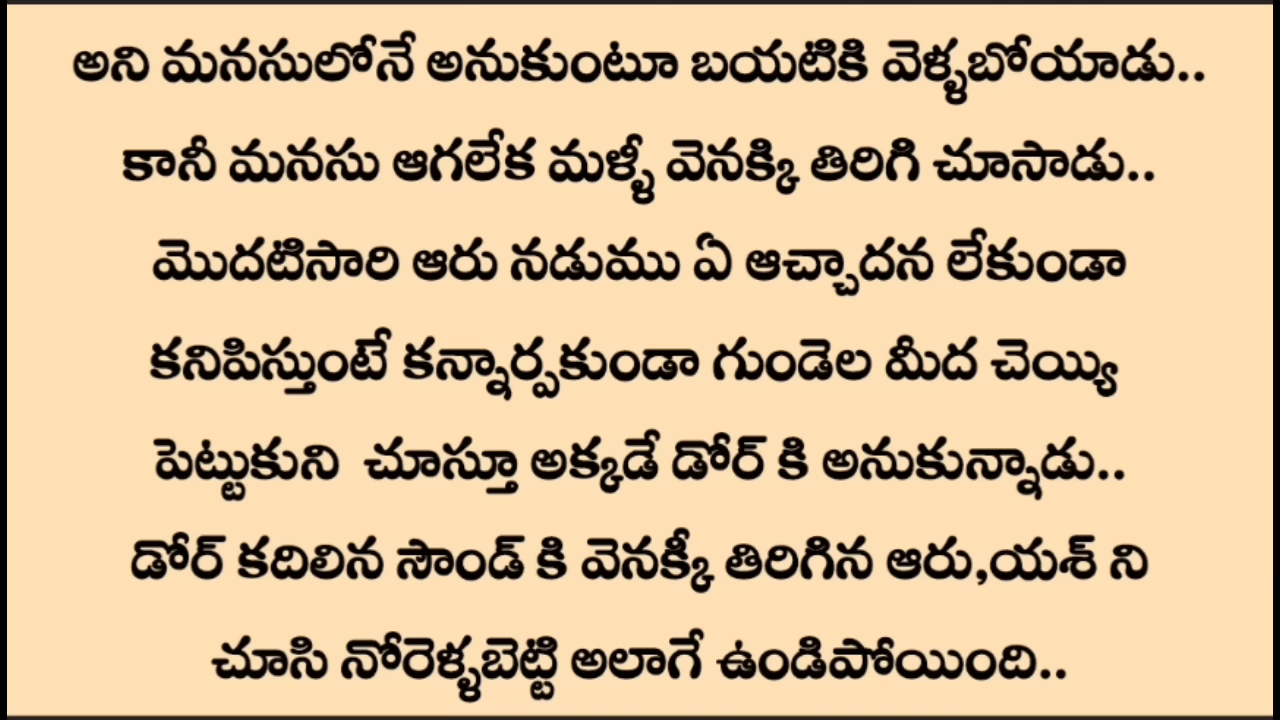 అని మనసులోనే అనుకుంటూ బయటికి వెళ్ళబోయాడు..
కానీ మనసు ఆగలేక మళ్ళీ వెనక్కి తిరిగి చూసాడు..
మొదటిసారి ఆరు నడుము ఏ ఆచ్చాదన లేకుండా
కనిపిస్తుంటే కన్నార్పకుండా గుండెల మీద చెయ్యి
పెట్టుకుని చూస్తూ అక్కడే డోర్ కి అనుకున్నాడు..
డోర్ కదిలిన సౌండ్ కి వెనక్కీ తిరిగిన ఆరు,యశ్ ని
చూసి నోరెళ్ళబెట్టి అలాగే ఉండిపోయింది..